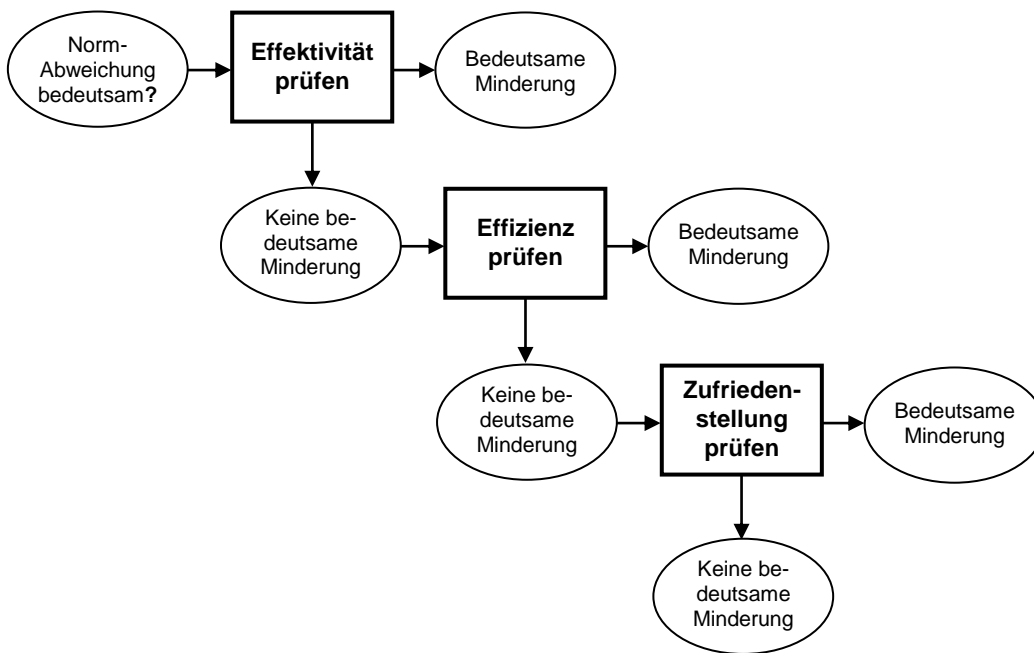 Norm-
Abweichung
bedeutsam?
Effektivität
prüfen
Bedeutsame
Minderung
Keine be-
deutsame
Minderung
Effizienz
prüfen
Bedeutsame
Minderung
Keine be-
deutsame
Minderung
Zufrieden-
stellung
prüfen
Bedeutsame
Minderung
Keine be-
deutsame
Minderung